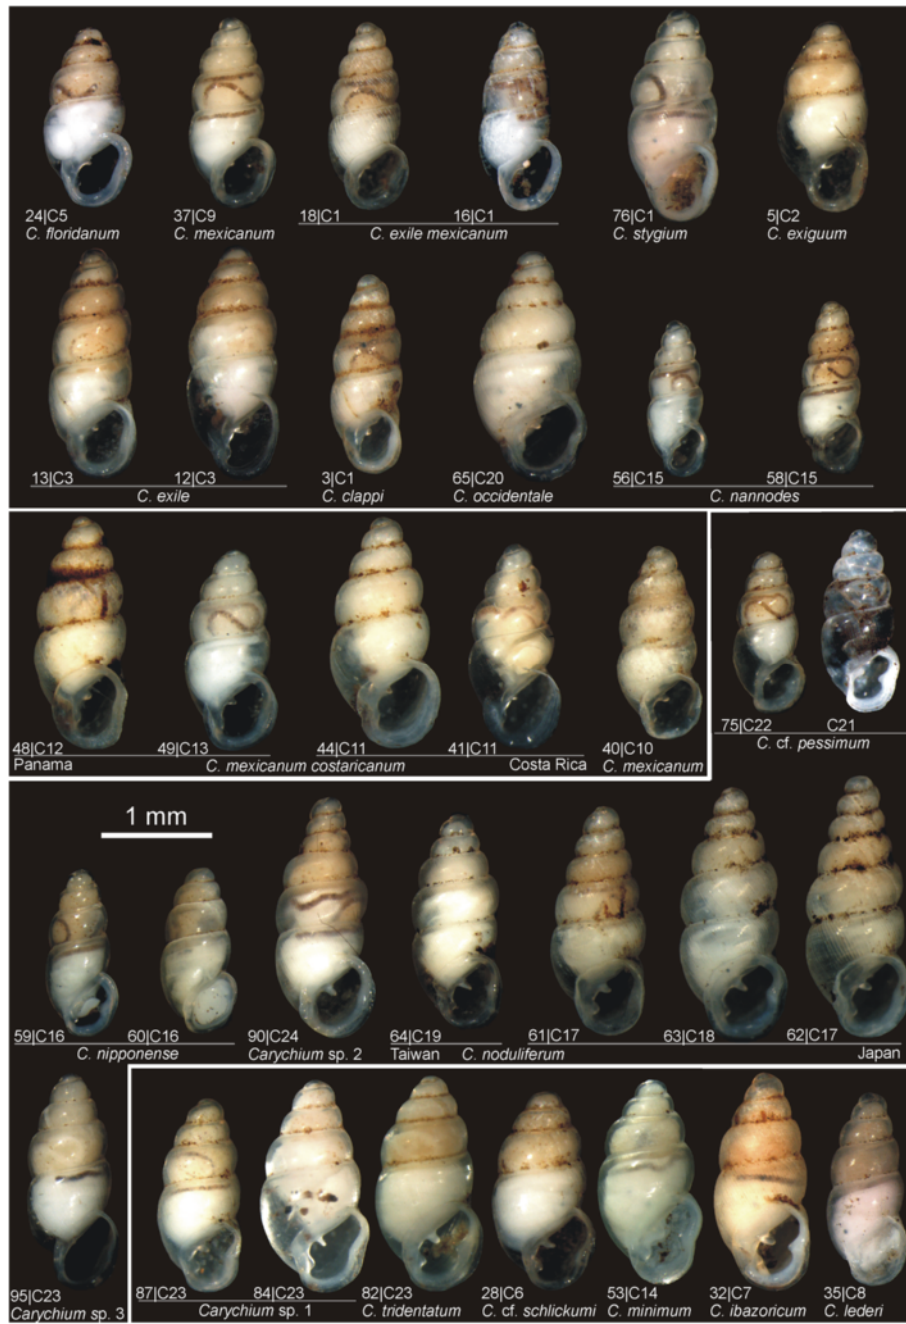 24|C5 37|C9 18|C1 16|C1 76|C1 5|C2
C. floridanum C. mexicanum C. exile mexicanum C. stygium C. exiguum
13|C3 12|C3 3|C1 65|C20 56|C15 58|C15
C. exile C. clappi C. occidentale C. nannodes
48|C12 49|C13 44|C11 41|C11 40|C10
Panama C. mexicanum costaricanum Costa Rica C. mexicanum
75|C22 C21
C. cf. pessimum
1 mm
59|C16 60|C16 90|C24 64|C19 61|C17 63|C18 62|C17
C. nipponense Carychium sp. 2 Taiwan C. noduliferum Japan
95|C23 87|C23 84|C23 82|C23 28|C6 53|C14 32|C7 35|C8
Carychium sp. 3 Carychium sp. 1 C. tridentatum C. cf. schlickumi C. minimum C. ibazoricum C. lederi